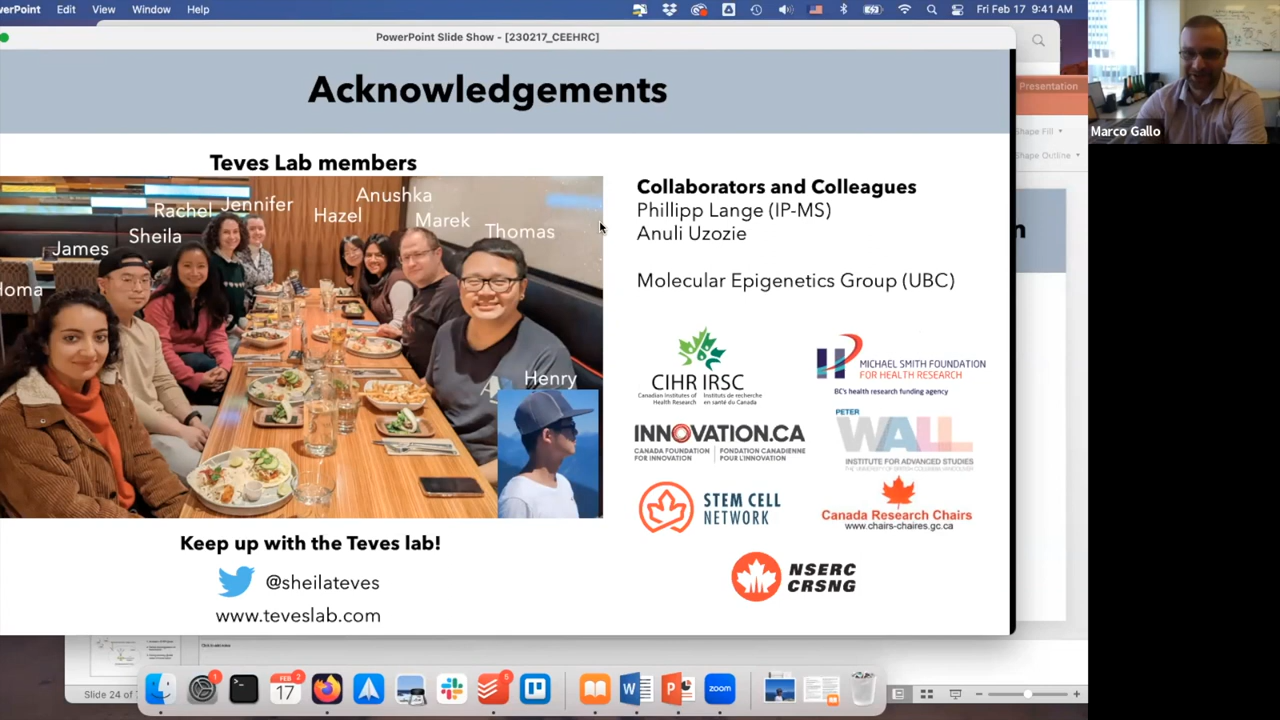 Edit View Window Help
Fri Feb 17 9:41 AM
PowerPoint Slide Show - [230217_CEEHRC]
Acknowledgements
Presentation
Marco Gallo
Shape Outline
Teves Lab members
Anushka
Rachel Jennifer
Hazel
Marek
Sheila
Thomas
James
Henry
Collaborators and Colleagues
Phillipp Lange (IP-MS)
Anuli Uzozie
Molecular Epigenetics Group (UBC)
CIHR IRSC
Canadian Institutes of Health Research
Instituts de recherche en santé du Canada
MICHAEL SMITH FOUNDATION
FOR HEALTH RESEARCH
BC's health research funding agency
INNOVATION.CA
CANADA FOUNDATION FOR INNOVATION
FONDATION CANADIENNE POUR L'INNOVATION
PETER
WALL
INSTITUTE FOR ADVANCED STUDIES
THE UNIVERSITY OF BRITISH COLUMBIA VANCOUVER
STEM CELL
NETWORK
Canada Research Chairs
www.chairs-chaires.gc.ca
NSERC
CRSNG
Keep up with the Teves lab!
@sheilateves
www.teveslab.com
Slide 24 of
FEB
17
zoom